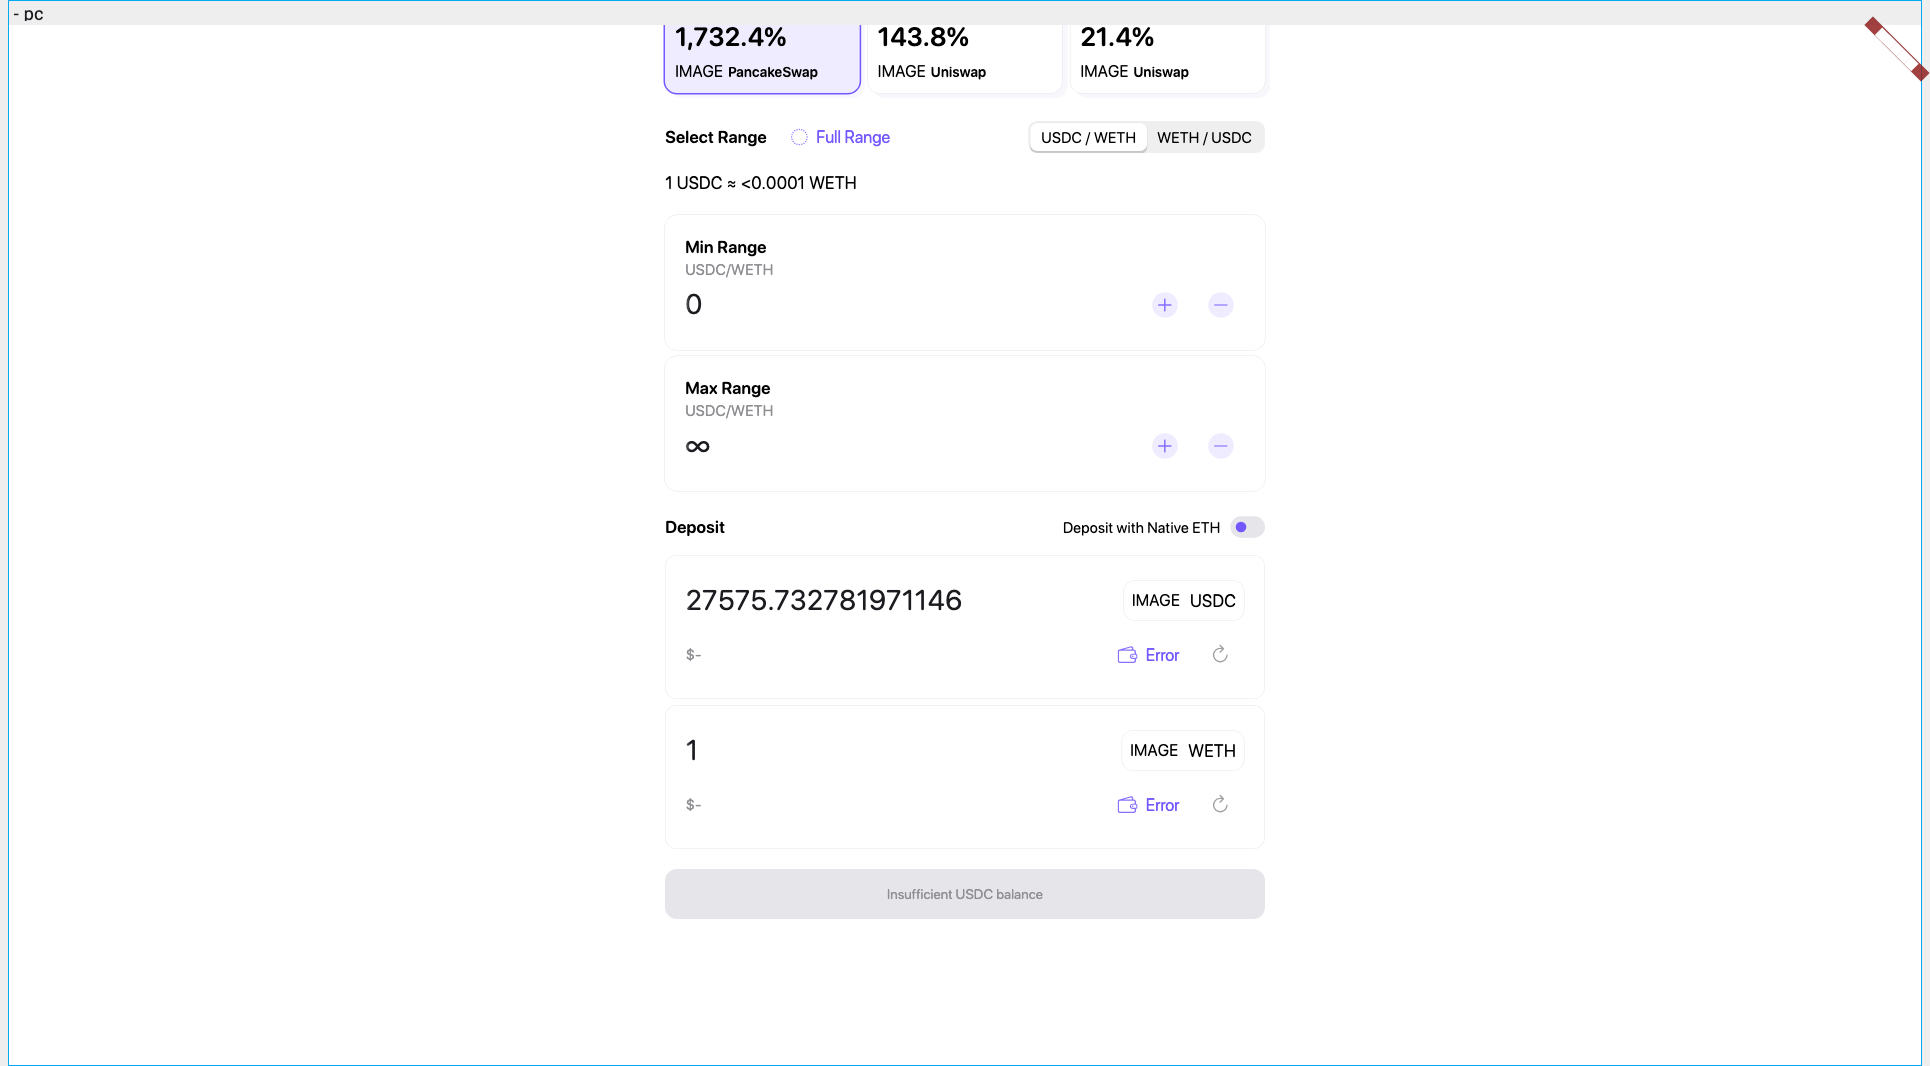 - pc
1,732.4% 143.8% 21.4%
IMAGE PancakeSwap IMAGE Uniswap IMAGE Uniswap
Select Range Full Range USDC / WETH WETH / USDC
1 USDC ≈ <0.0001 WETH
Min Range
USDC/WETH
0
Max Range
USDC/WETH
∞
Deposit Deposit with Native ETH
27575.732781971146 IMAGE USDC
$- Error
1 IMAGE WETH
$- Error
Insufficient USDC balance